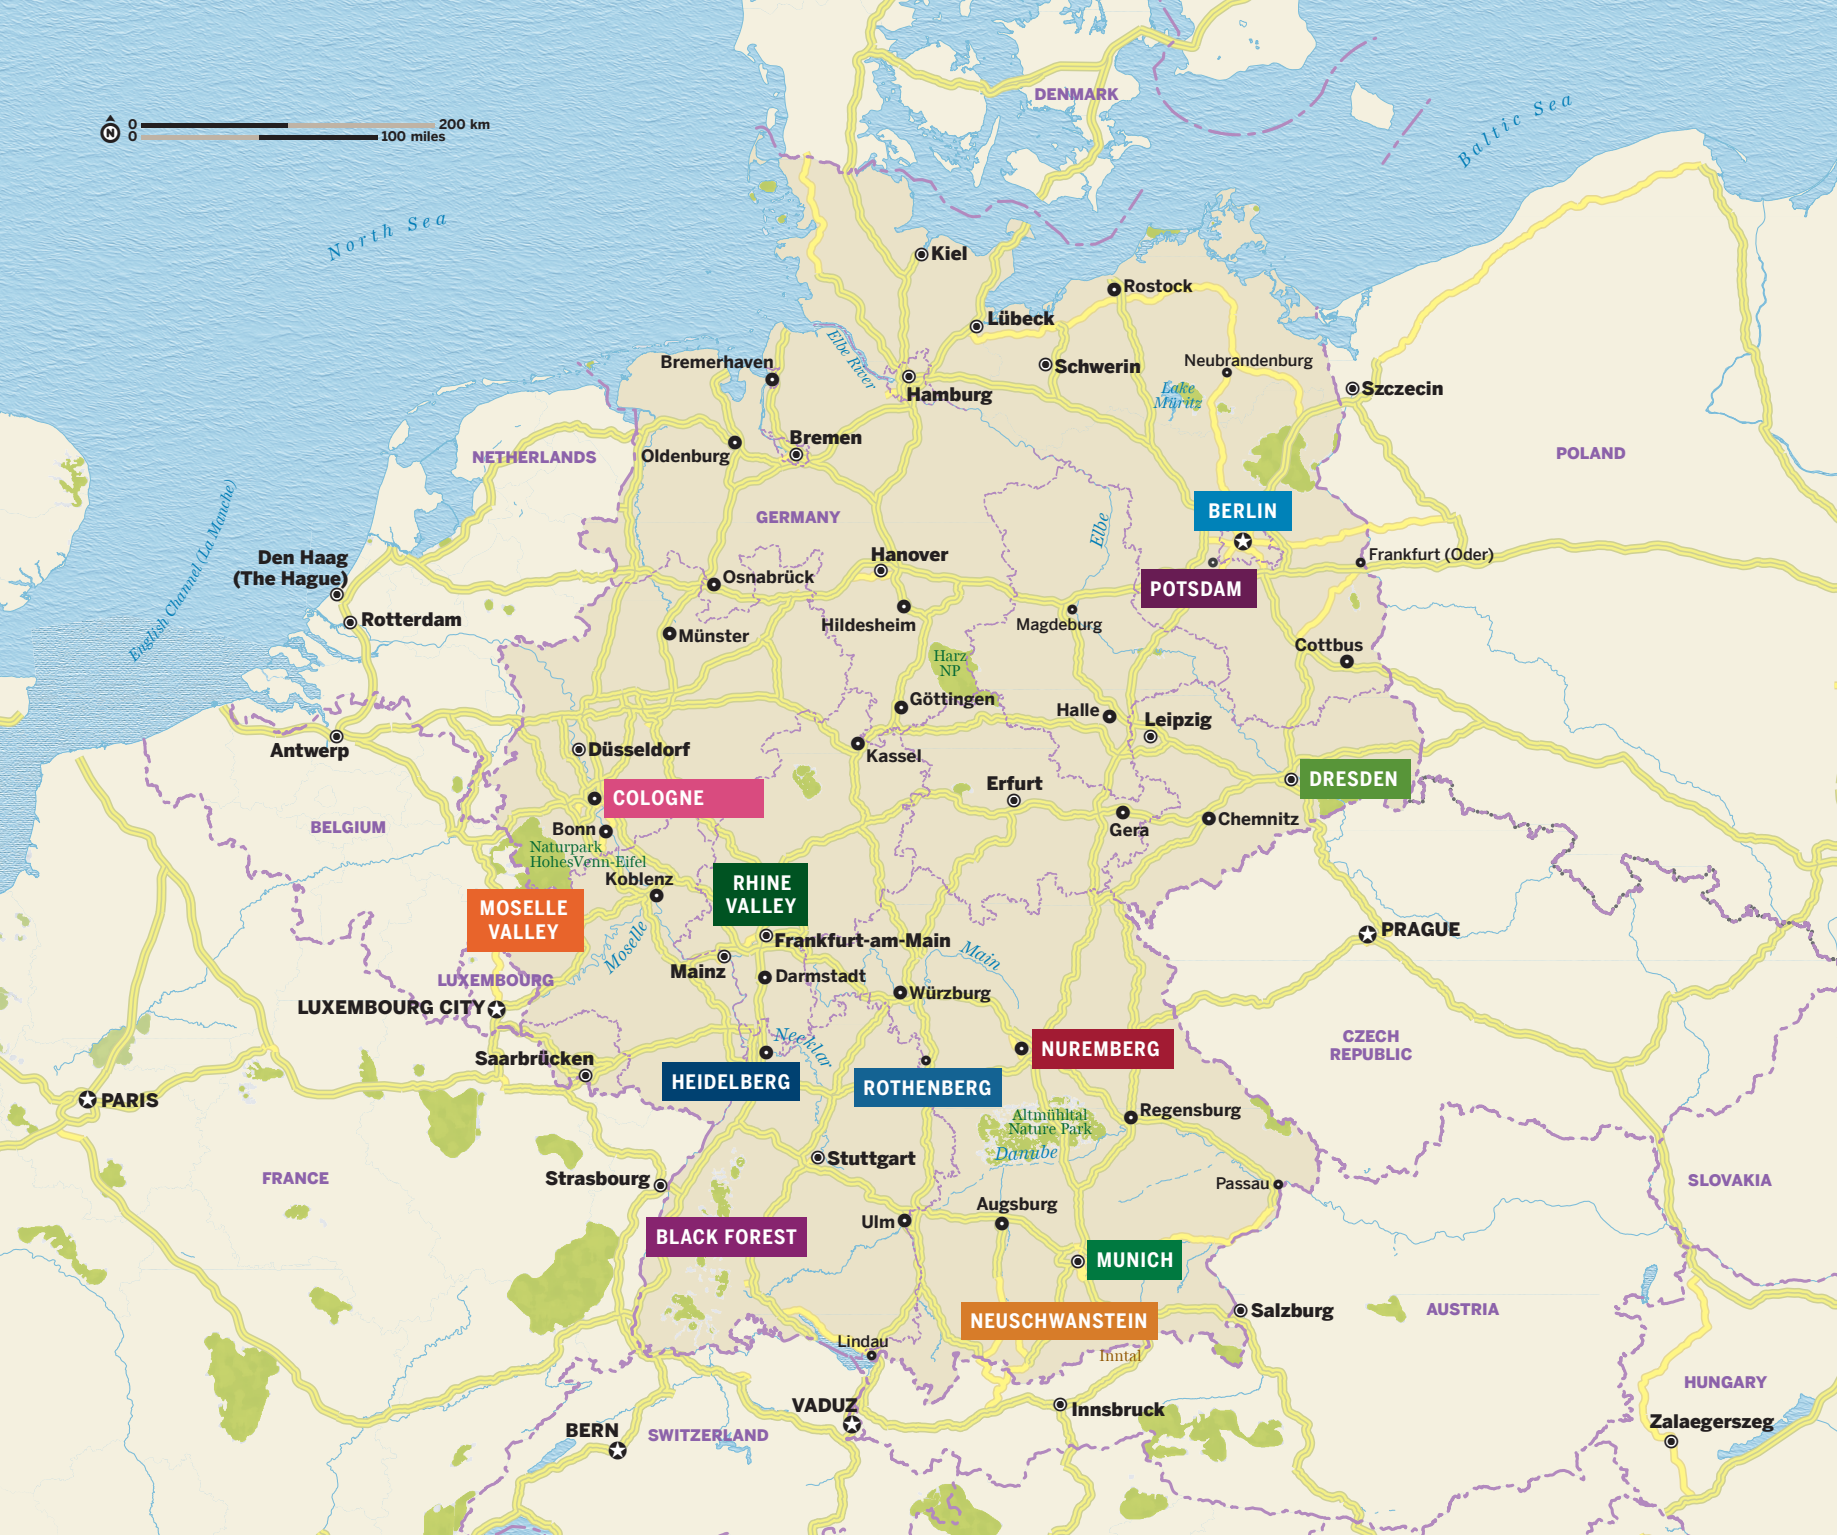 DENMARK
Baltic Sea
N
0
200 km
0
100 miles
North Sea
Kiel
Rostock
Lübeck
Elbe River
Bremerhaven
Schwerin
Neubrandenburg
Hamburg
Lake
Müritz
Szczecin
Bremen
Oldenburg
NETHERLANDS
POLAND
English Channel (La Manche)
GERMANY
BERLIN
Elbe
Den Haag
(The Hague)
Hanover
Frankfurt (Oder)
Osnabrück
POTSDAM
Rotterdam
Hildesheim
Magdeburg
Münster
Cottbus
Harz
NP
Göttingen
Halle
Leipzig
Antwerp
Düsseldorf
Kassel
Erfurt
DRESDEN
COLOGNE
BELGIUM
Bonn
Gera
Chemnitz
Naturpark
HohesVenn-Eifel
Koblenz
RHINE
VALLEY
MOSELLE
VALLEY
Moselle
Frankfurt-am-Main
Main
PRAGUE
Mainz
Darmstadt
LUXEMBOURG
Würzburg
LUXEMBOURG CITY
Necklar
CZECH
REPUBLIC
Saarbrücken
NUREMBERG
HEIDELBERG
ROTHENBERG
PARIS
Altmühltal
Nature Park
Regensburg
Danube
Stuttgart
FRANCE
Strasbourg
Passau
SLOVAKIA
Augsburg
Ulm
BLACK FOREST
MUNICH
NEUSCHWANSTEIN
Salzburg
AUSTRIA
Lindau
Inntal
HUNGARY
VADUZ
Innsbruck
BERN
SWITZERLAND
Zalaegerszeg